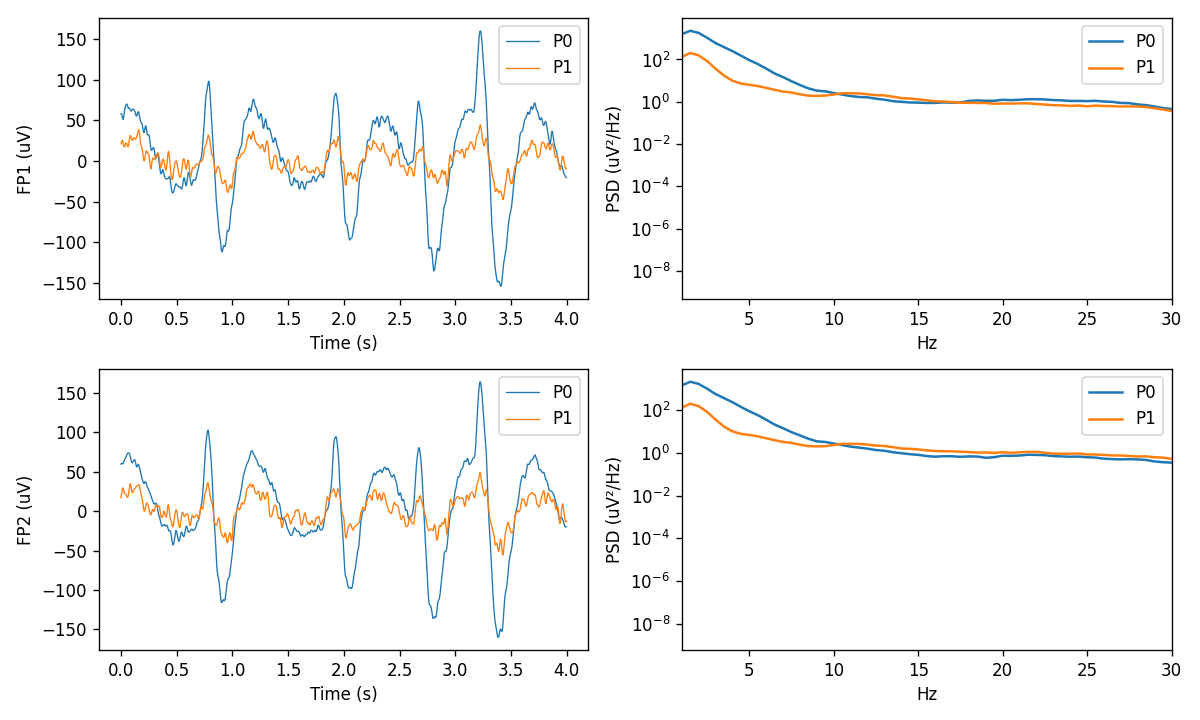 FP1 (uV)
150
100
50
0
−50
−100
−150
0.0 0.5 1.0 1.5 2.0 2.5 3.0 3.5 4.0
Time (s)
P0
P1
PSD (uV²/Hz)
10²
10⁰
10⁻²
10⁻⁴
10⁻⁶
10⁻⁸
5 10 15 20 25 30
Hz
P0
P1
FP2 (uV)
150
100
50
0
−50
−100
−150
0.0 0.5 1.0 1.5 2.0 2.5 3.0 3.5 4.0
Time (s)
P0
P1
PSD (uV²/Hz)
10²
10⁰
10⁻²
10⁻⁴
10⁻⁶
10⁻⁸
5 10 15 20 25 30
Hz
P0
P1